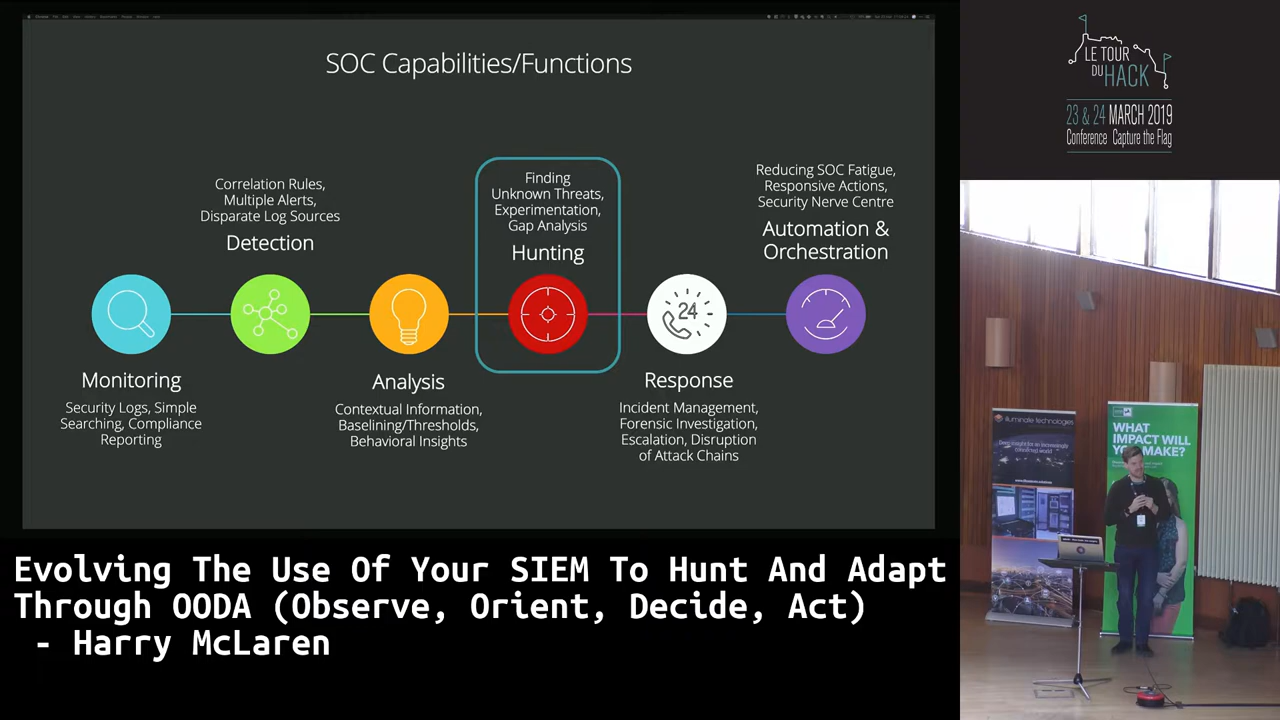 SOC Capabilities/Functions
Correlation Rules,
Multiple Alerts,
Disparate Log Sources
Detection
Finding
Unknown Threats,
Experimentation,
Gap Analysis
Hunting
Reducing SOC Fatigue,
Responsive Actions,
Security Nerve Centre
Automation &
Orchestration
24
Monitoring
Security Logs, Simple
Searching, Compliance
Reporting
Analysis
Contextual Information,
Baselining/Thresholds,
Behavioral Insights
Response
Incident Management,
Forensic Investigation,
Escalation, Disruption
of Attack Chains
LE TOUR
DU HACK
23 & 24 MARCH 2019
Conference Capture the Flag
illuminate technologies
WHAT
IMPACT WILL
YOU MAKE?
Evolving The Use Of Your SIEM To Hunt And Adapt
Through OODA (Observe, Orient, Decide, Act)
- Harry McLaren